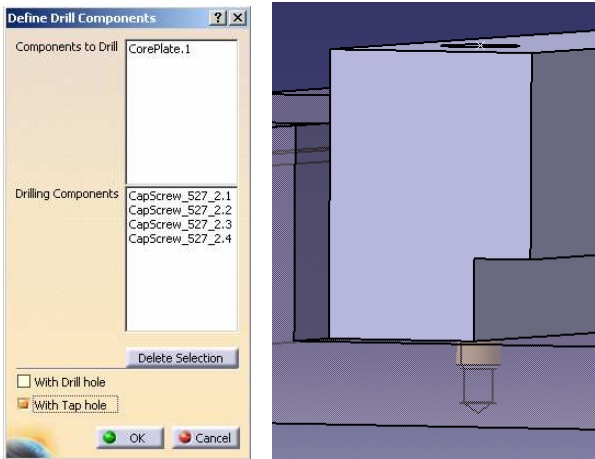 Define Drill Components
Components to Drill
CorePlate.1
Drilling Components
CapScrew_527_2.1
CapScrew_527_2.2
CapScrew_527_2.3
CapScrew_527_2.4
Delete Selection
With Drill hole
With Tap hole
OK
Cancel